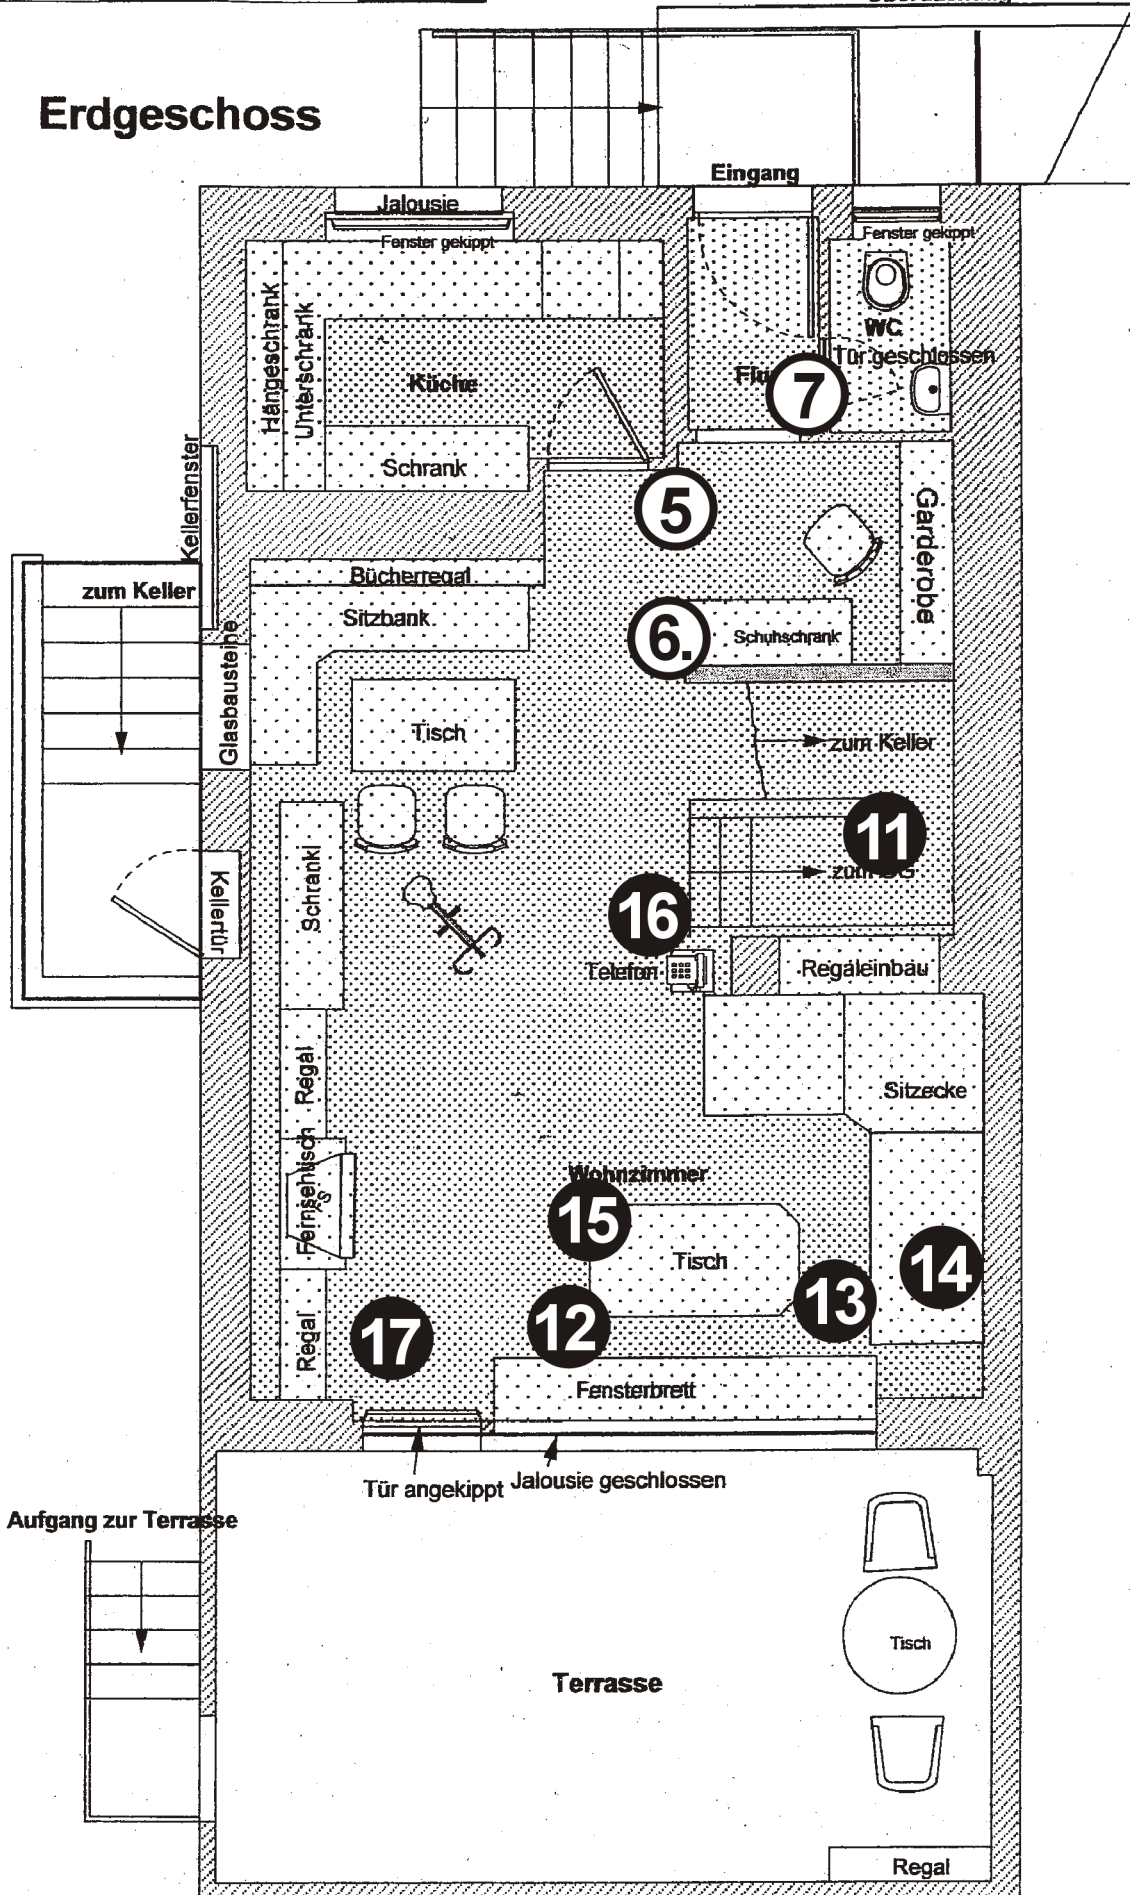 Erdgeschoss
Eingang
Jalousie
Fenster gekippt
Fenster gekippt
Hängeschrank
Unterschrank
Küche
WC
Tür geschlossen
7
Schrank
Kellerfenster
5
Garderobe
Bücherregal
zum Keller
Sitzbank
6.
Schuhschrank
Glasbausteine
Tisch
zum Keller
11
Schrank
Kellertür
16
Telefon
Regaleinbau
Regal
Sitzecke
Fernsehtisch
FS
Wohnzimmer
15
Tisch
14
13
12
17
Regal
Fensterbrett
Tür angekippt
Jalousie geschlossen
Aufgang zur Terrasse
Tisch
Terrasse
Regal